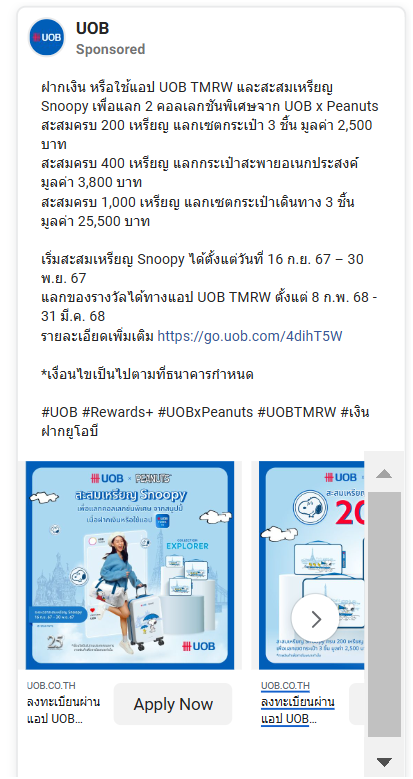 UOB
UOB
Sponsored
ฝากเงิน หรือใช้แอป UOB TMRW และสะสมเหรียญ
Snoopy เพื่อแลก 2 คอลเลกชันพิเศษจาก UOB x Peanuts
สะสมครบ 200 เหรียญ แลกเซตกระเป๋า 3 ชิ้น มูลค่า 2,500
บาท
สะสมครบ 400 เหรียญ แลกกระเป๋าสะพายอเนกประสงค์
มูลค่า 3,800 บาท
สะสมครบ 1,000 เหรียญ แลกเซตกระเป๋าเดินทาง 3 ชิ้น
มูลค่า 25,500 บาท
เริ่มสะสมเหรียญ Snoopy ได้ตั้งแต่วันที่ 16 ก.ย. 67 – 30
พ.ย. 67
แลกของรางวัลได้ทางแอป UOB TMRW ตั้งแต่ 8 ก.พ. 68 -
31 มี.ค. 68
รายละเอียดเพิ่มเติม https://go.uob.com/4dihT5W
*เงื่อนไขเป็นไปตามที่ธนาคารกำหนด
#UOB #Rewards+ #UOBxPeanuts #UOBTMRW #เงิน
ฝากยูโอบี
UOB × PEANUTS
สะสมเหรียญ Snoopy
เพื่อแลกคอลเลกชันพิเศษ จากสนูปปี้
เมื่อฝากเงินหรือใช้แอป
COLLECTION
EXPLORER
25
UOB
UOB
สะสมเหรียญ
20
UOB.CO.TH
ลงทะเบียนผ่าน
แอป UOB...
Apply Now
UOB.CO.TH
ลงทะเบียนผ่าน
แอป UOB...